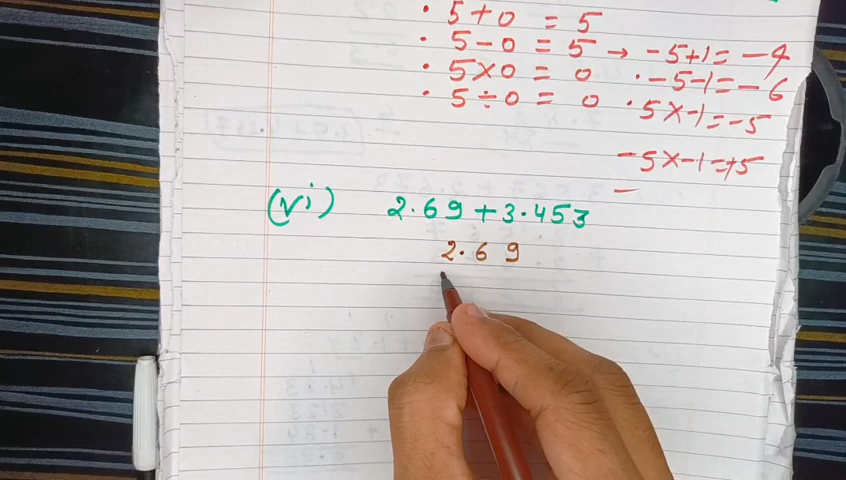 • 5+0 = 5
• 5-0 = 5 → -5+1= -4
• 5×0 = 0 • -5-1=-6
• 5÷0 = 0 • 5×-1=-5
-5×-1=+5
-
(vi) 2.69+3.453
2.69